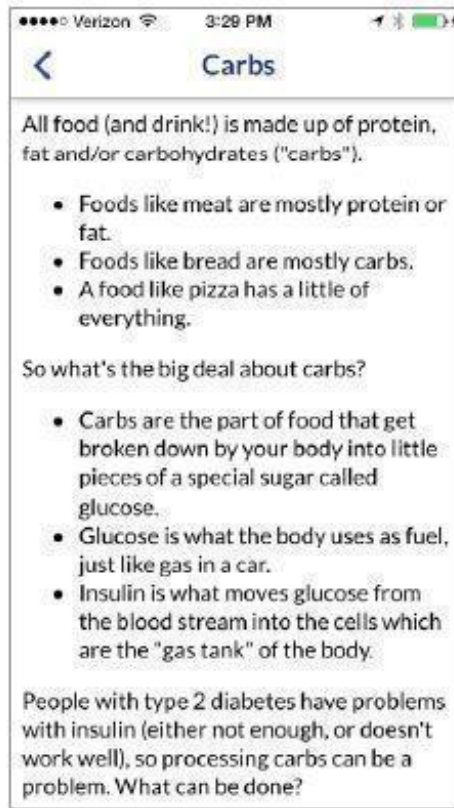 Verizon 3:29 PM
Carbs
All food (and drink!) is made up of protein,
fat and/or carbohydrates ("carbs").
• Foods like meat are mostly protein or
fat.
• Foods like bread are mostly carbs.
• A food like pizza has a little of
everything.
So what's the big deal about carbs?
• Carbs are the part of food that get
broken down by your body into little
pieces of a special sugar called
glucose.
• Glucose is what the body uses as fuel,
just like gas in a car.
• Insulin is what moves glucose from
the blood stream into the cells which
are the "gas tank" of the body.
People with type 2 diabetes have problems
with insulin (either not enough, or doesn't
work well), so processing carbs can be a
problem. What can be done?